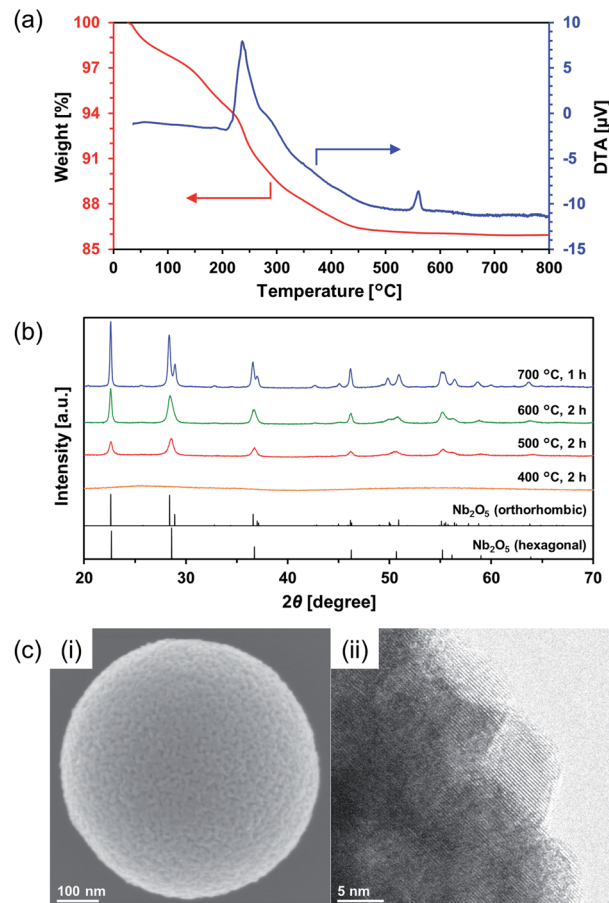 (a)
100
97
94
91
88
85
Weight [%]
10
5
0
-5
-10
-15
DTA [µV]
0 100 200 300 400 500 600 700 800
Temperature [°C]
(b)
700 °C, 1 h
600 °C, 2 h
500 °C, 2 h
400 °C, 2 h
Nb₂O₅ (orthorhombic)
Nb₂O₅ (hexagonal)
Intensity [a.u.]
20 30 40 50 60 70
2θ [degree]
(c) (i) (ii)
100 nm 5 nm